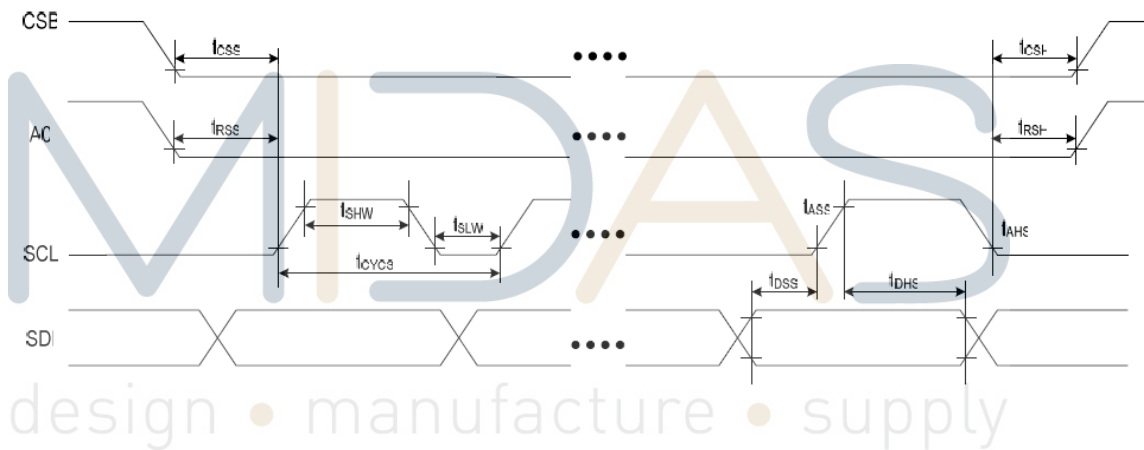 CSB
tCSS
tCSH
A0
tRSS
tRSH
MIDAS
tSHW
tASS
tSLW
tAHS
SCL
tCYCS
tDSS
tDHS
SDI
design • manufacture • supply